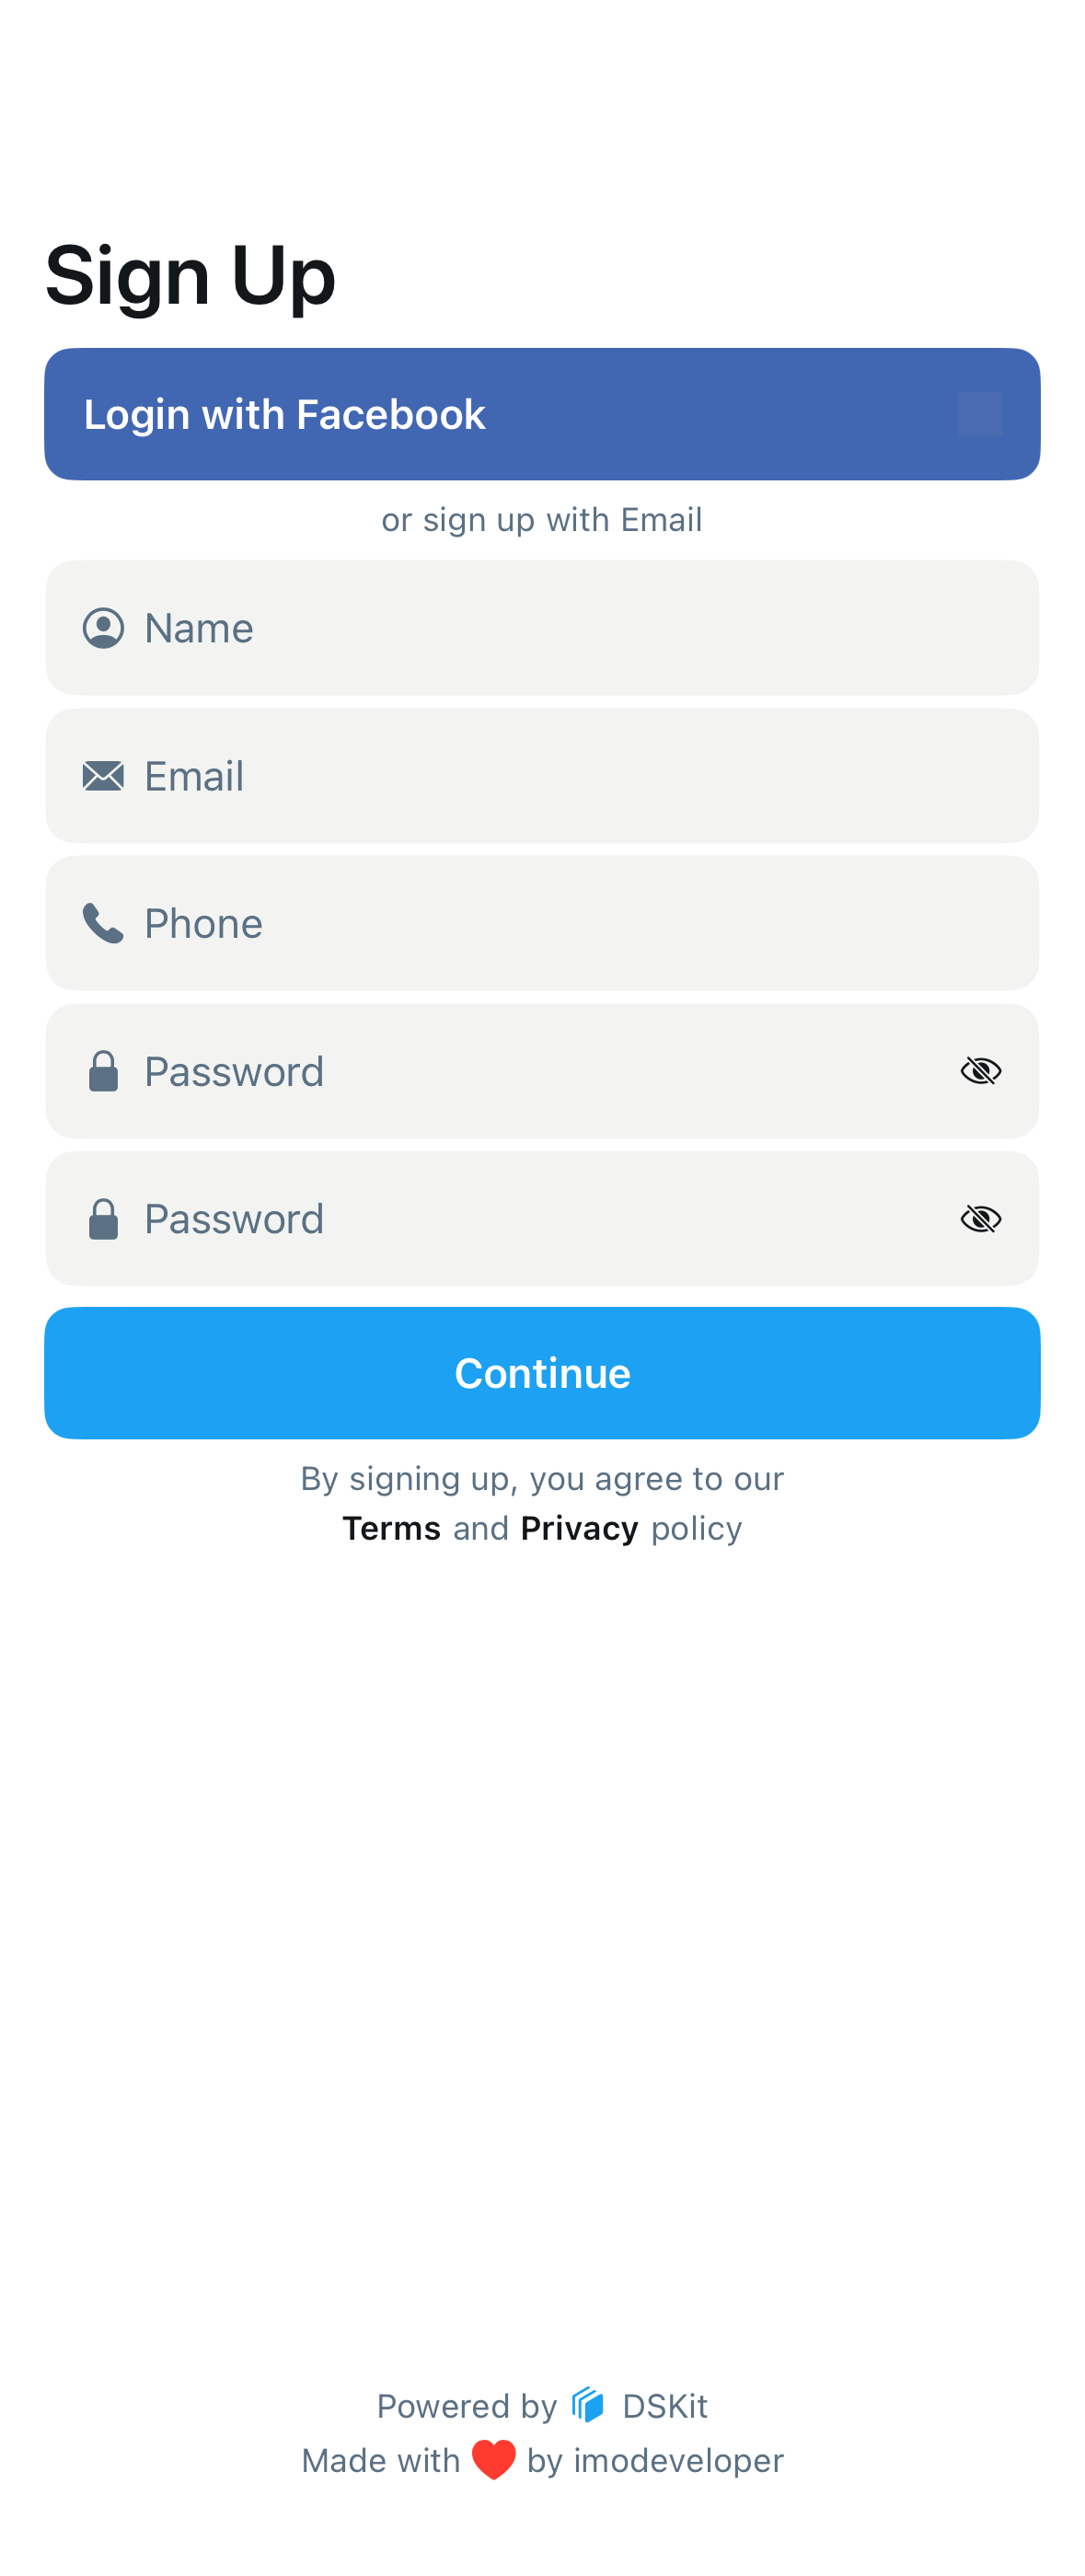 Sign Up
Login with Facebook
or sign up with Email
Name
Email
Phone
Password
Password
Continue
By signing up, you agree to our
Terms and Privacy policy
Powered by DSKit
Made with by imodeveloper